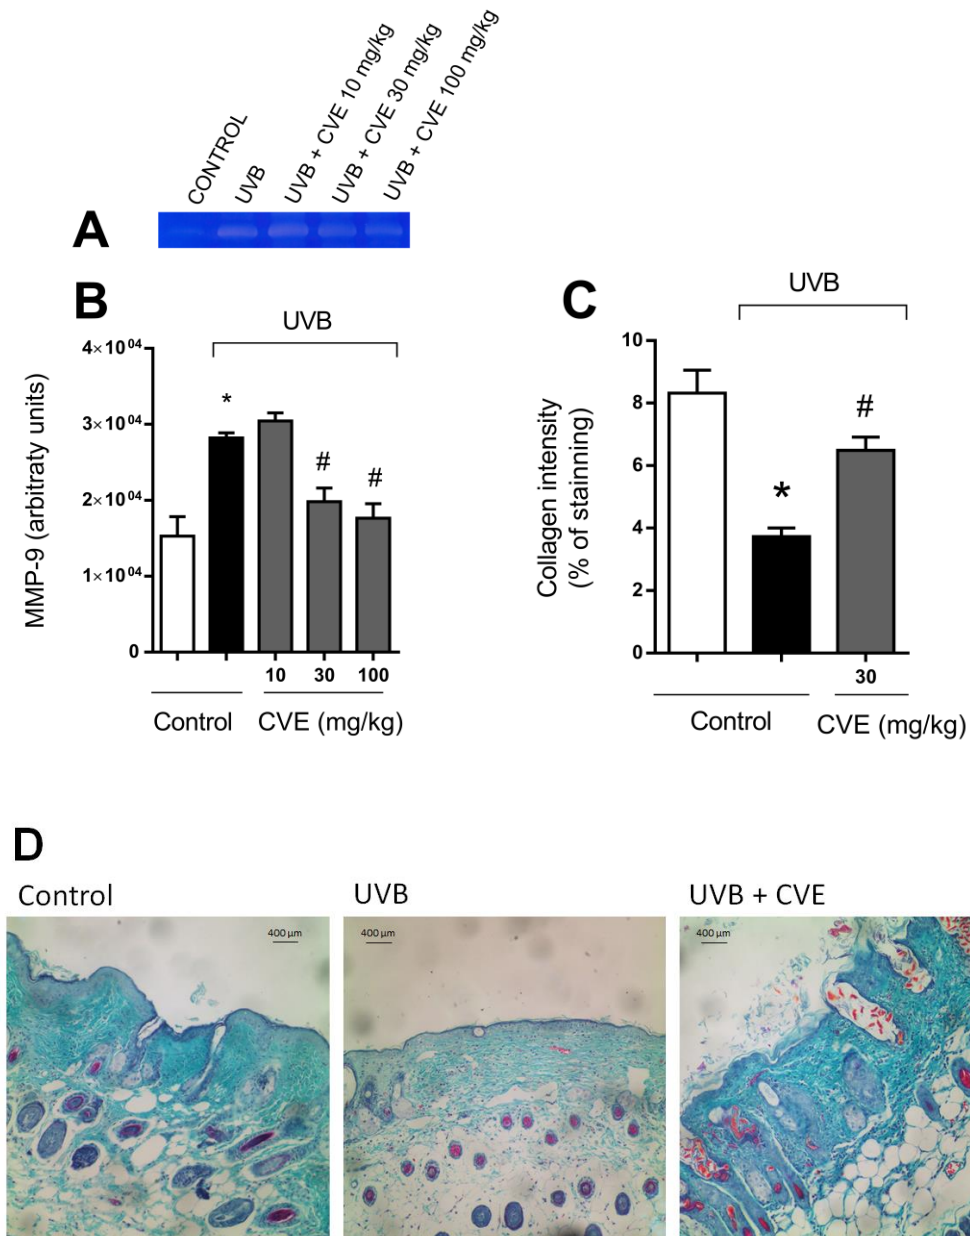 CONTROL
UVB
UVB + CVE 10 mg/kg
UVB + CVE 30 mg/kg
UVB + CVE 100 mg/kg
A
B
UVB
MMP-9 (arbitraty units)
4×10⁰⁴
3×10⁰⁴
2×10⁰⁴
1×10⁰⁴
0
*
#
#
10 30 100
Control CVE (mg/kg)
C
UVB
Collagen intensity
(% of stainning)
10
8
6
4
2
0
*
#
30
Control CVE (mg/kg)
D
Control UVB UVB + CVE
400 µm 400 µm 400 µm